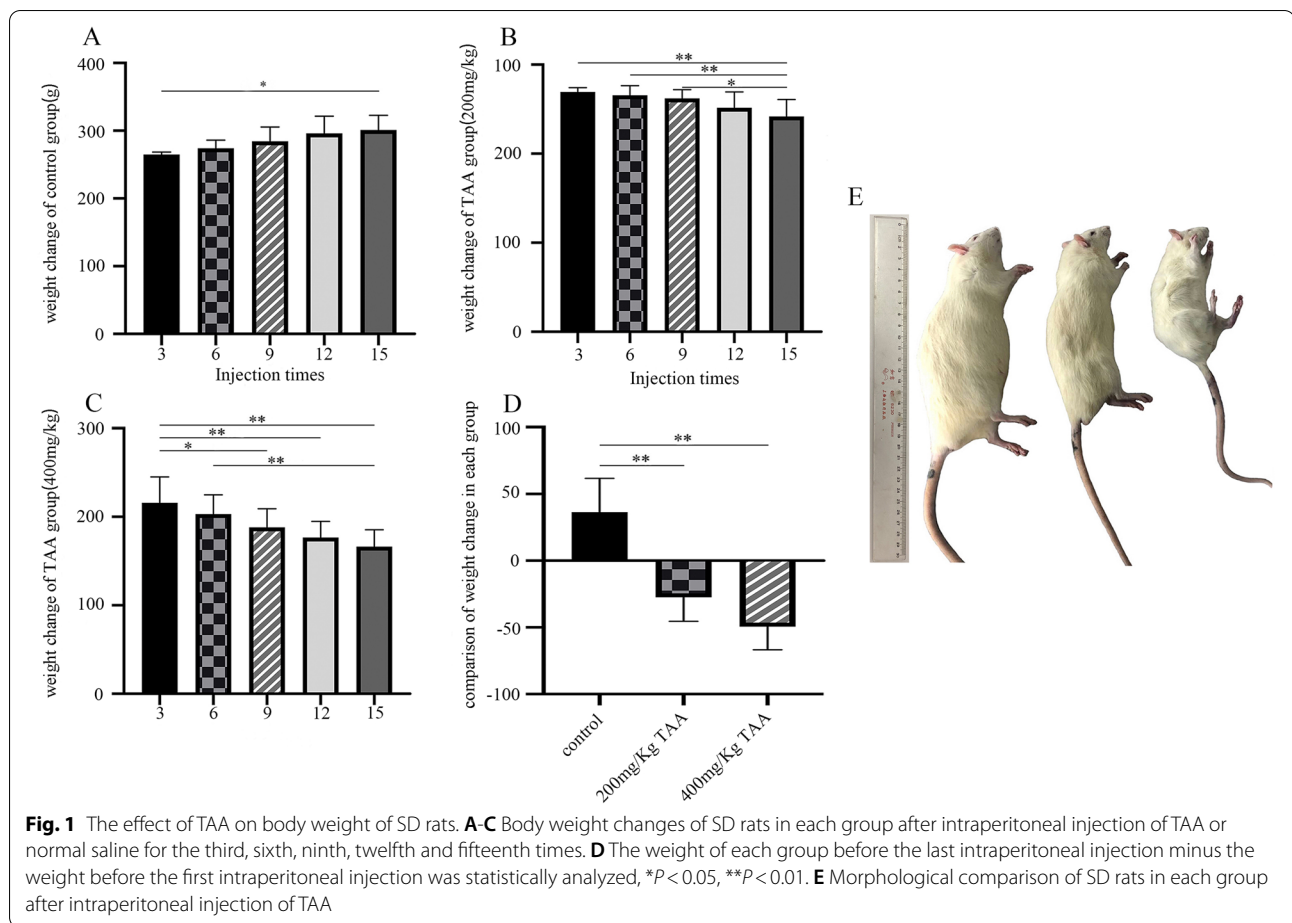 A
weight change of control group(g)
400
300
200
100
0
*
3 6 9 12 15
Injection times
B
weight change of TAA group(200mg/kg)
100
200
100
0
**
**
*
3 6 9 12 15
Injection times
C
weight change of TAA group(400mg/kg)
300
200
100
0
**
**
*
**
3 6 9 12 15
D
comparison of weight change in each group
100
50
0
-50
-100
**
**
control
200mg/Kg TAA
400mg/Kg TAA
E
Fig. 1 The effect of TAA on body weight of SD rats. A-C Body weight changes of SD rats in each group after intraperitoneal injection of TAA or
normal saline for the third, sixth, ninth, twelfth and fifteenth times. D The weight of each group before the last intraperitoneal injection minus the
weight before the first intraperitoneal injection was statistically analyzed, *P < 0.05, **P < 0.01. E Morphological comparison of SD rats in each group
after intraperitoneal injection of TAA